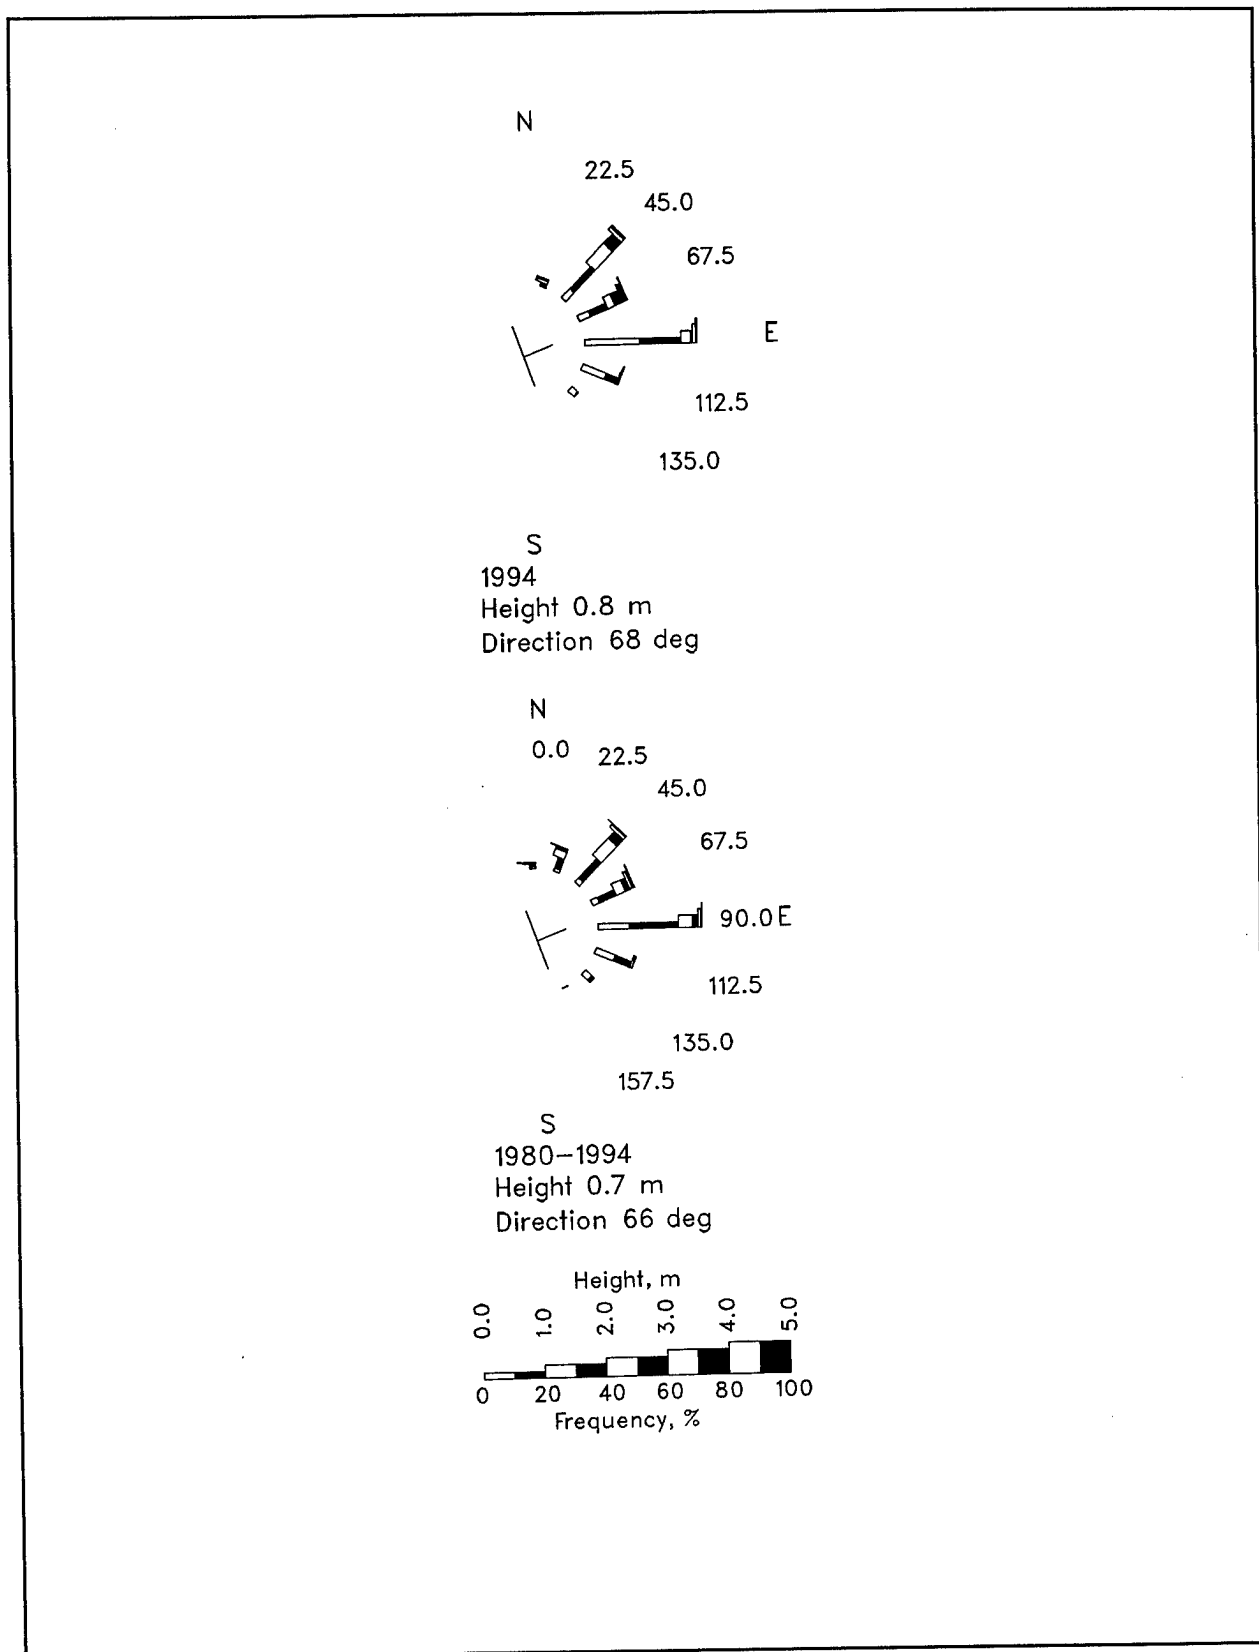 N
22.5
45.0
67.5
E
112.5
135.0
S
1994
Height 0.8 m
Direction 68 deg
N
0.0 22.5
45.0
67.5
90.0 E
112.5
135.0
157.5
S
1980-1994
Height 0.7 m
Direction 66 deg
Height, m
0.0 1.0 2.0 3.0 4.0 5.0
0 20 40 60 80 100
Frequency, %